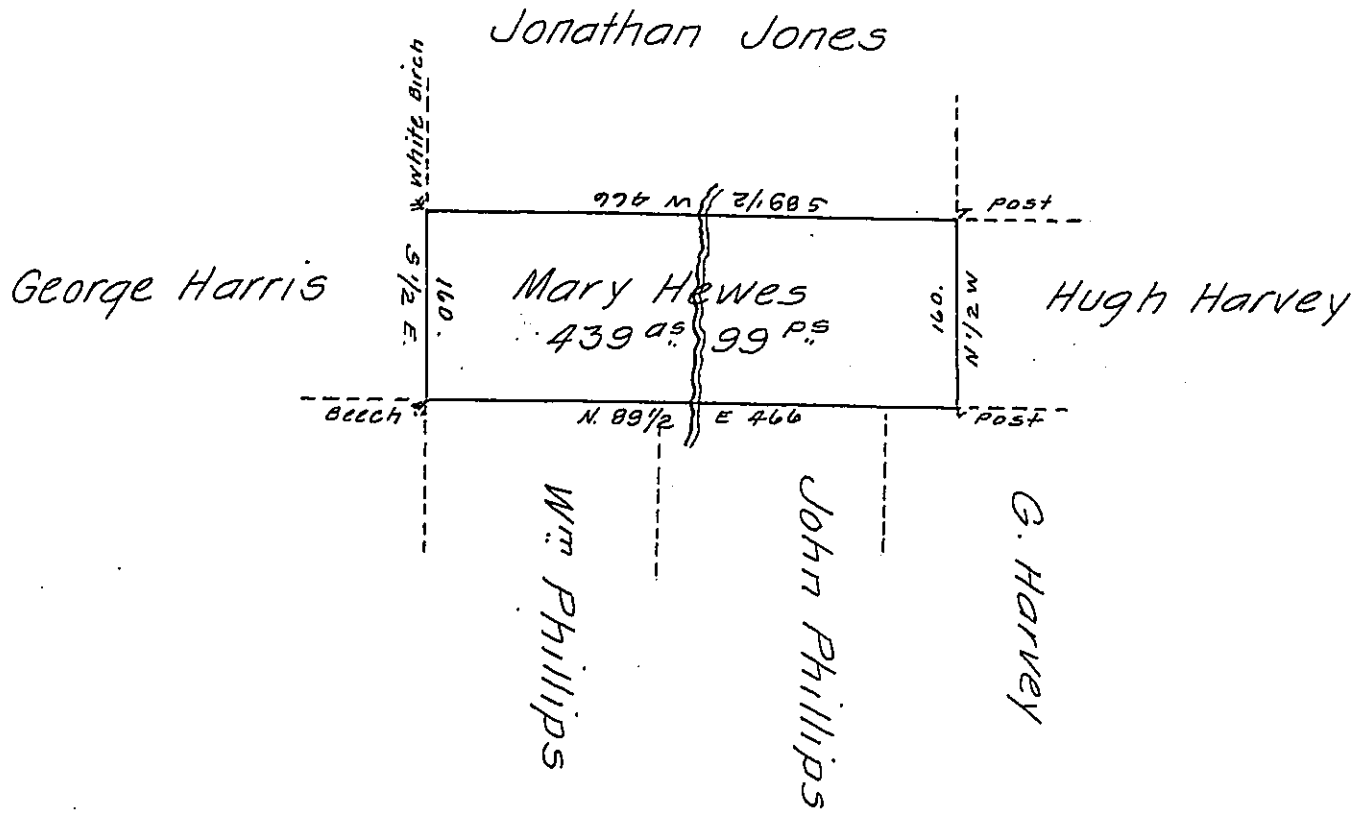 Jonathan Jones
White Birch
S 89 1/2 W 466
Post
George Harris
S 1/2 E.
160.
Mary Hewes
439 as. 99 ps.
160.
N 1/2 W
Hugh Harvey
Beech
N. 89 1/2 E 466
Post
Wm Phillips
John Phillips
G. Harvey